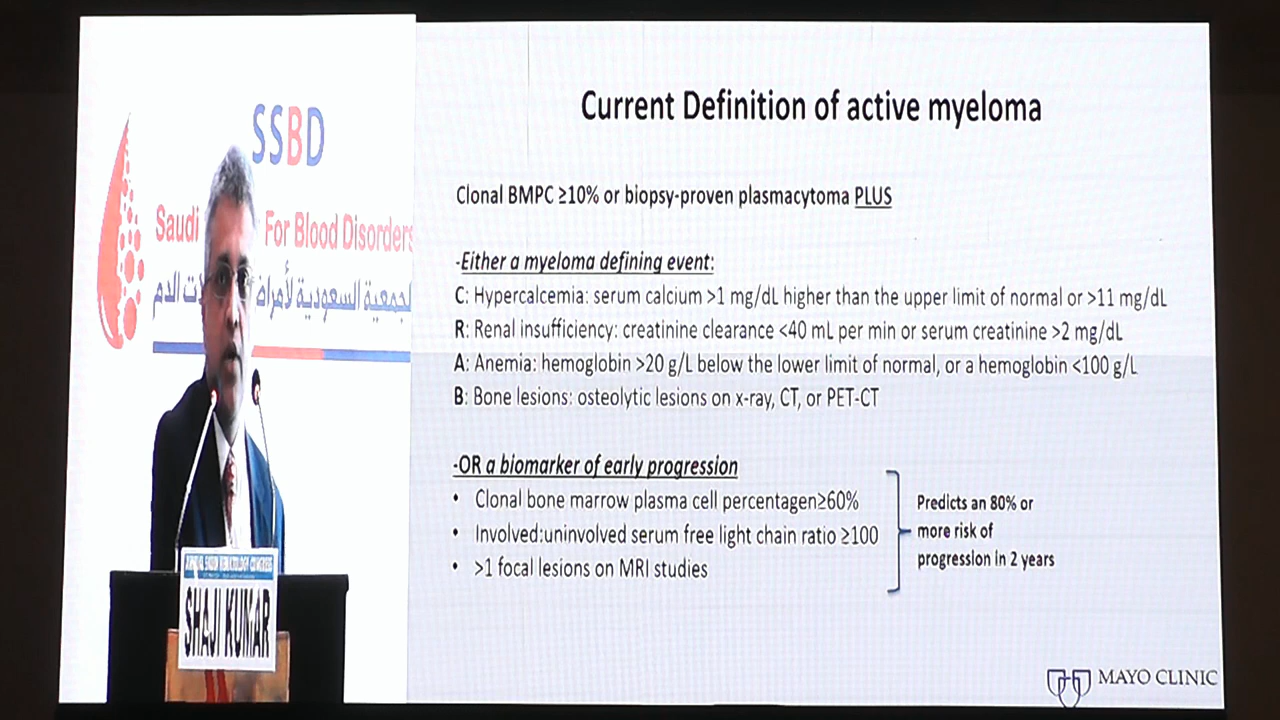 SSBD
Saudi For Blood Disorders
الجمعية السعودية لأمراض
الدم
SHAJI KUMAR
Current Definition of active myeloma
Clonal BMPC ≥10% or biopsy-proven plasmacytoma PLUS
-Either a myeloma defining event:
C: Hypercalcemia: serum calcium >1 mg/dL higher than the upper limit of normal or >11 mg/dL
R: Renal insufficiency: creatinine clearance <40 mL per min or serum creatinine >2 mg/dL
A: Anemia: hemoglobin >20 g/L below the lower limit of normal, or a hemoglobin <100 g/L
B: Bone lesions: osteolytic lesions on x-ray, CT, or PET-CT
-OR a biomarker of early progression
• Clonal bone marrow plasma cell percentagen≥60%
• Involved:uninvolved serum free light chain ratio ≥100
• >1 focal lesions on MRI studies
Predicts an 80% or
more risk of
progression in 2 years
MAYO CLINIC